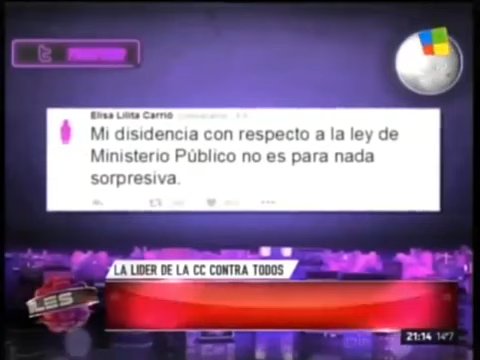 Elisa Lilita Carrió
Mi disidencia con respecto a la ley de
Ministerio Público no es para nada
sorpresiva.
LA LIDER DE LA CC CONTRA TODOS
LES
21:14 14°7